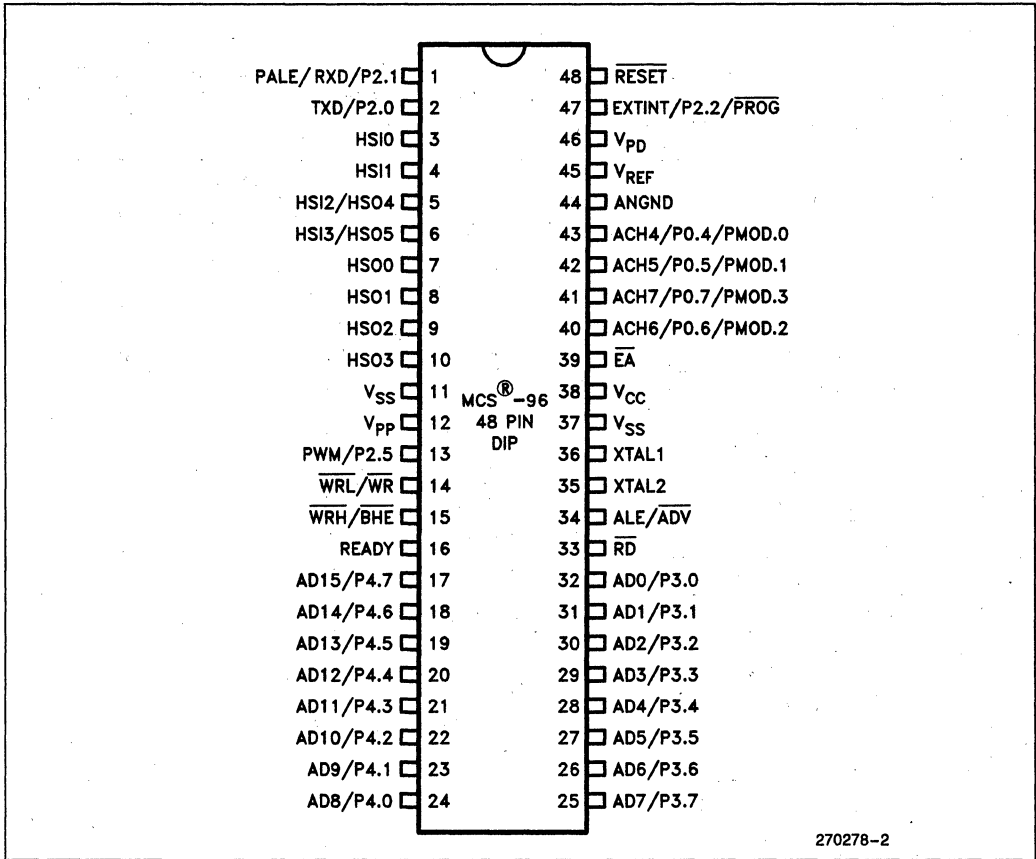 PALE/RXD/P2.1 1 48 RESET
TXD/P2.0 2 47 EXTINT/P2.2/PROG
HSI0 3 46 VPD
HSI1 4 45 VREF
HSI2/HSO4 5 44 ANGND
HSI3/HSO5 6 43 ACH4/P0.4/PMOD.0
HSO0 7 42 ACH5/P0.5/PMOD.1
HSO1 8 41 ACH7/P0.7/PMOD.3
HSO2 9 40 ACH6/P0.6/PMOD.2
HSO3 10 39 EA
VSS 11 38 VCC
MCS®-96
VPP 12 48 PIN 37 VSS
DIP
PWM/P2.5 13 36 XTAL1
WRL/WR 14 35 XTAL2
WRH/BHE 15 34 ALE/ADV
READY 16 33 RD
AD15/P4.7 17 32 AD0/P3.0
AD14/P4.6 18 31 AD1/P3.1
AD13/P4.5 19 30 AD2/P3.2
AD12/P4.4 20 29 AD3/P3.3
AD11/P4.3 21 28 AD4/P3.4
AD10/P4.2 22 27 AD5/P3.5
AD9/P4.1 23 26 AD6/P3.6
AD8/P4.0 24 25 AD7/P3.7
270278-2